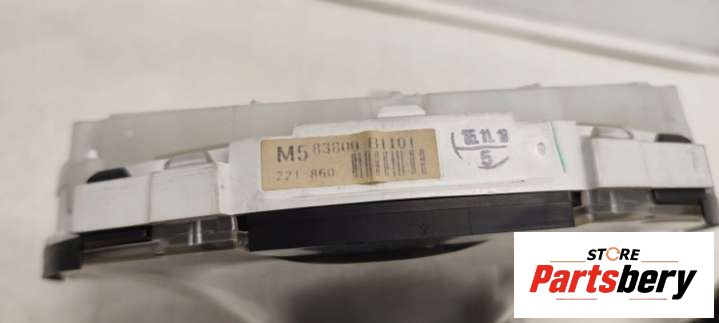 M5 83800 B1101
221-860
05.11.18
5
STORE
Partsbery